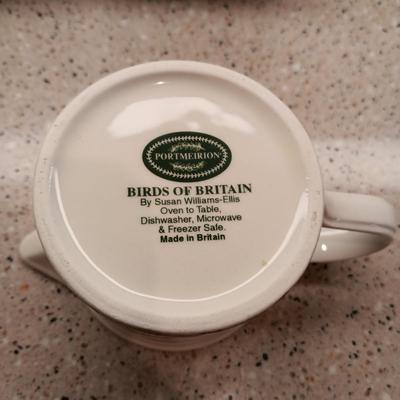 PORTMEIRION
BIRDS OF BRITAIN
By Susan Williams-Ellis
Oven to Table,
Dishwasher, Microwave
& Freezer Safe.
Made in Britain